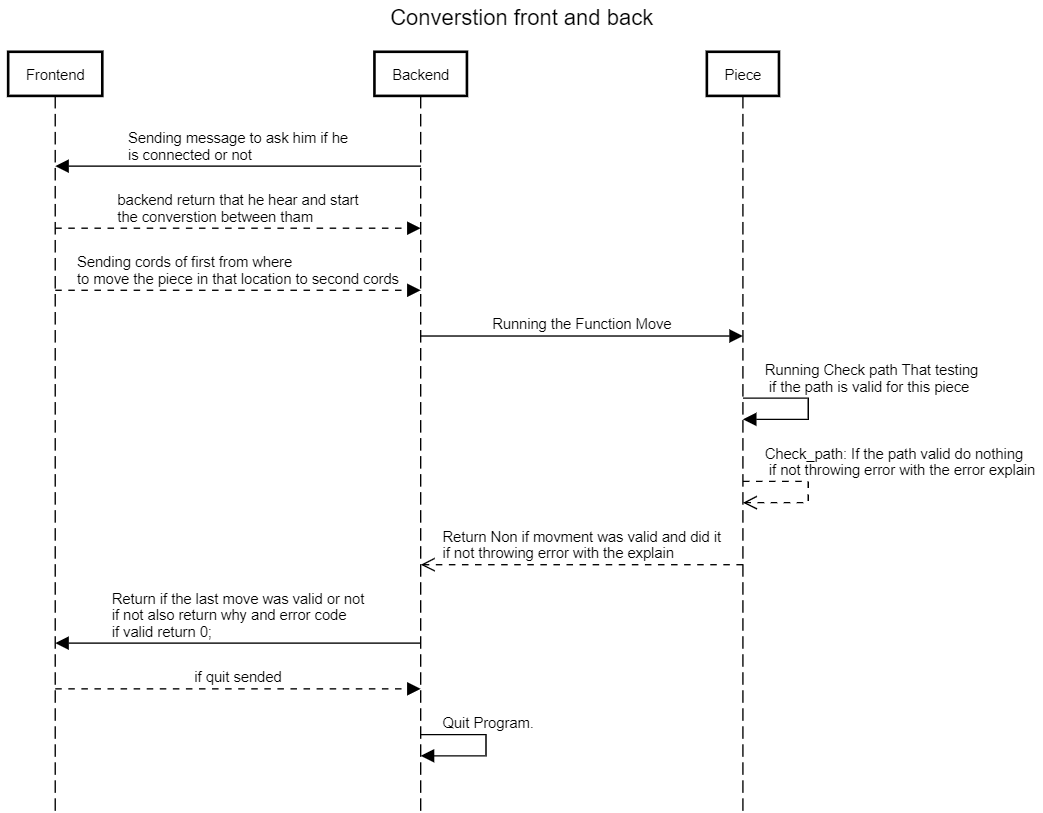 Converstion front and back
Frontend
Backend
Piece
Sending message to ask him if he
is connected or not
backend return that he hear and start
the converstion between tham
Sending cords of first from where
to move the piece in that location to second cords
Running the Function Move
Running Check path That testing
if the path is valid for this piece
Check_path: If the path valid do nothing
if not throwing error with the error explain
Return Non if movment was valid and did it
if not throwing error with the explain
Return if the last move was valid or not
if not also return why and error code
if valid return 0;
if quit sended
Quit Program.